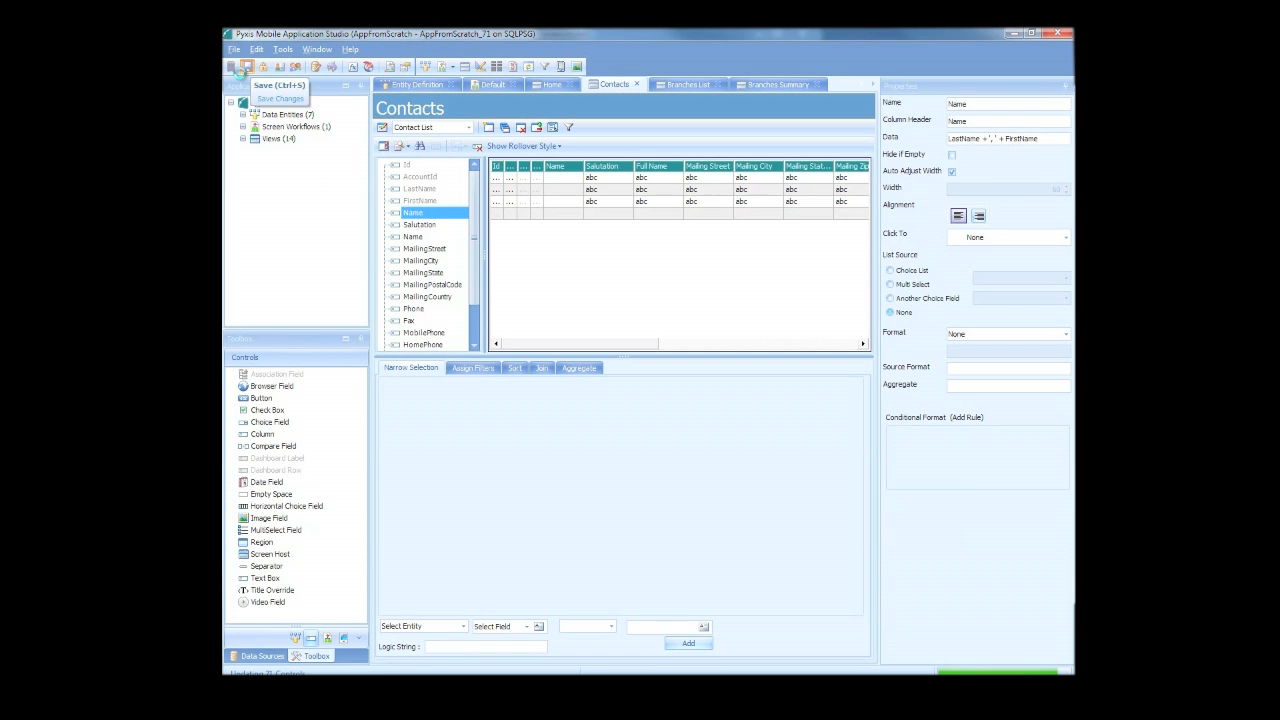 Pyxis Mobile Application Studio (AppFromScratch - AppFromScratch_71 on SQLPSG)
File Edit Tools Window Help
Save (Ctrl+S)
Save Changes
Entity Definition Default Home Contacts Branches List Branches Summary
Data Entities (7)
Screen Workflows (1)
Views (14)
Contacts
Contact List
Show Rollover Style
Id
AccountId
LastName
FirstName
Name
Salutation
Name
MailingStreet
MailingCity
MailingState
MailingPostalCode
MailingCountry
Phone
Fax
MobilePhone
HomePhone
Id ... ... ... Name Salutation Full Name Mailing Street Mailing City Mailing Stat... Mailing Zip
... ... ... ... abc abc abc abc abc abc
... ... ... ... abc abc abc abc abc abc
... ... ... ... abc abc abc abc abc abc
Narrow Selection Assign Filters Sort Join Aggregate
Select Entity Select Field
Logic String : Add
Properties
Name Name
Column Header Name
Data LastName + ', ' + FirstName
Hide if Empty
Auto Adjust Width
Width 60
Alignment
Click To None
List Source
Choice List
Multi Select
Another Choice Field
None
Format None
Source Format
Aggregate
Conditional Format (Add Rule)
Toolbox
Controls
Association Field
Browser Field
Button
Check Box
Choice Field
Column
Compare Field
Dashboard Label
Dashboard Row
Date Field
Empty Space
Horizontal Choice Field
Image Field
MultiSelect Field
Region
Screen Host
Separator
Text Box
Title Override
Video Field
Data Sources Toolbox
Updating 71 Controls